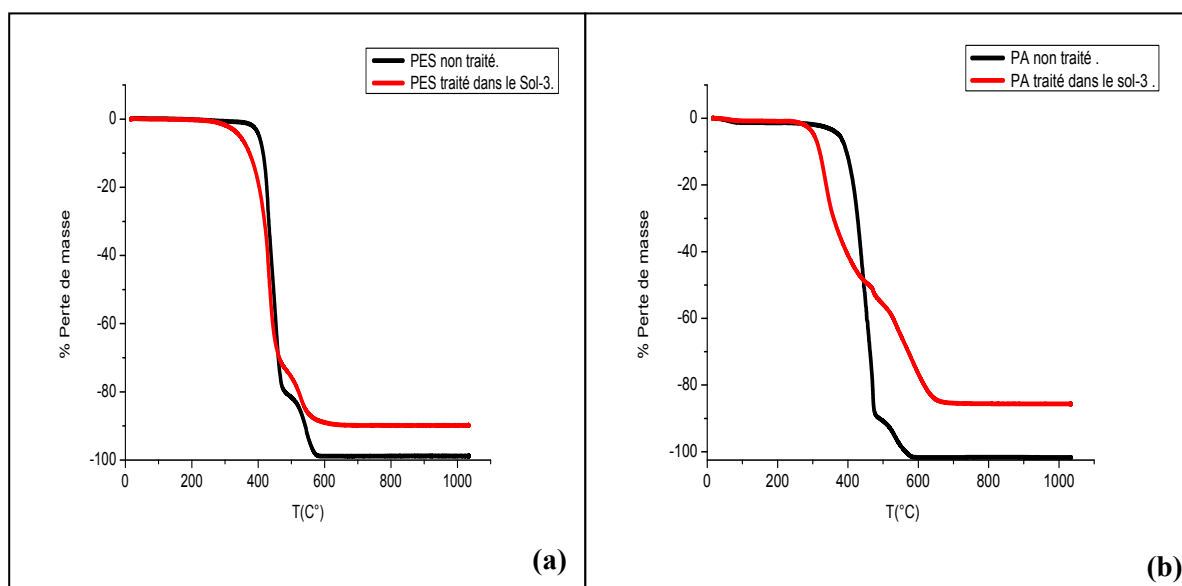 PES non traité.
PES traité dans le Sol-3.
0
-20
-40
-60
-80
-100
% Perte de masse
0 200 400 600 800 1000
T(C°)
(a)
PA non traité .
PA traité dans le sol-3 .
0
-20
-40
-60
-80
-100
% Perte de masse
0 200 400 600 800 1000
T(°C)
(b)